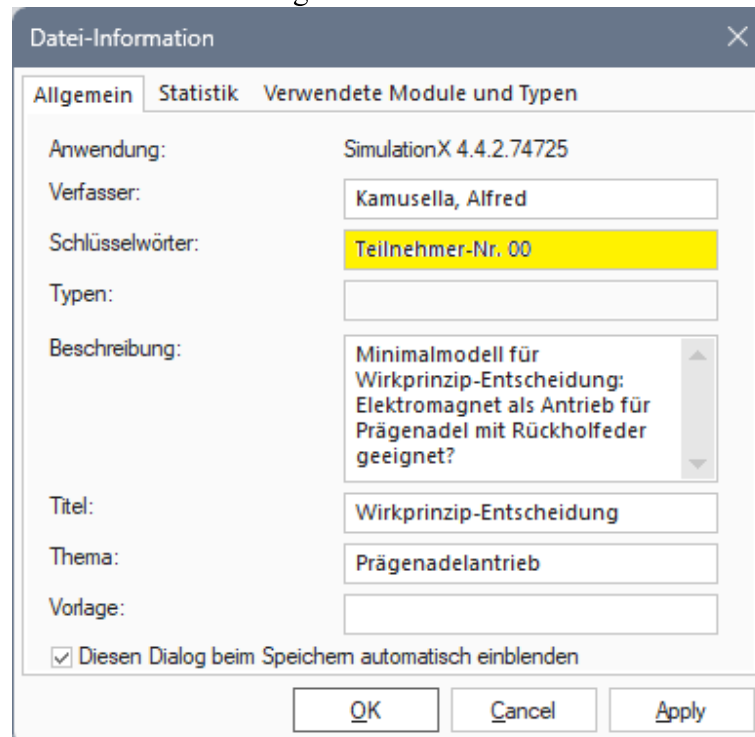 Datei-Information
Allgemein Statistik Verwendete Module und Typen
Anwendung: SimulationX 4.4.2.74725
Verfasser: Kamusella, Alfred
Schlüsselwörter: Teilnehmer-Nr. 00
Typen:
Beschreibung: Minimalmodell für
Wirkprinzip-Entscheidung:
Elektromagnet als Antrieb für
Prägenadel mit Rückholfeder
geeignet?
Titel: Wirkprinzip-Entscheidung
Thema: Prägenadelantrieb
Vorlage:
Diesen Dialog beim Speichern automatisch einblenden
OK Cancel Apply